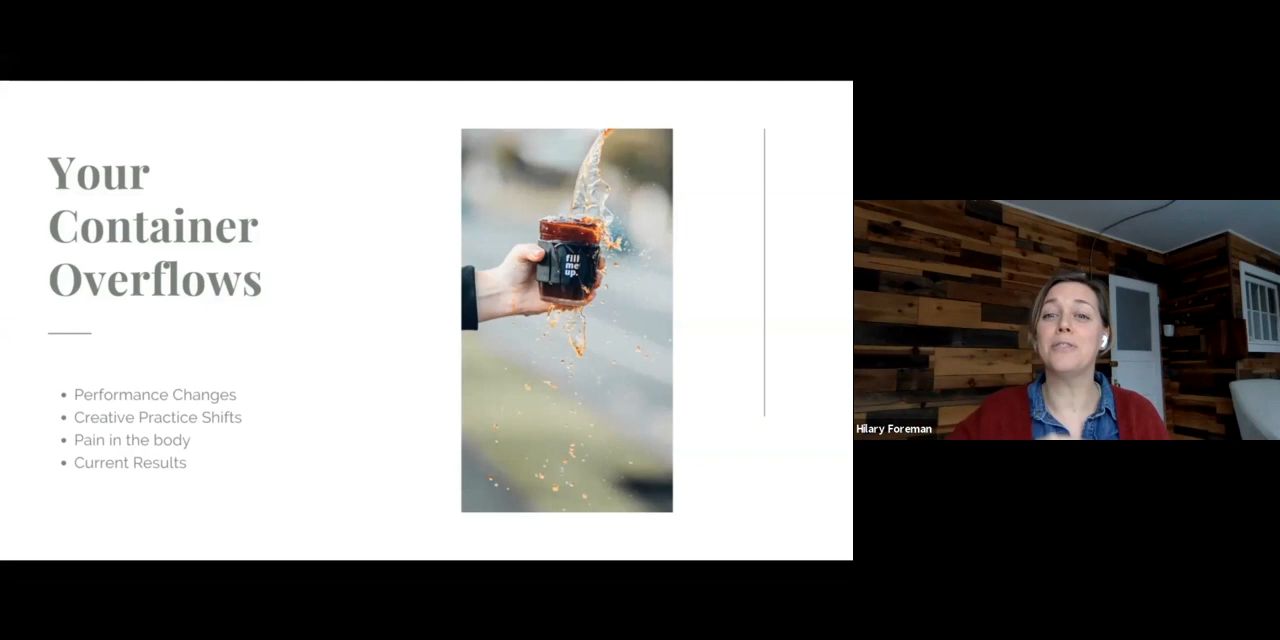 Your
Container
Overflows
Performance Changes
Creative Practice Shifts
Pain in the body
Current Results
fill
me
up.
Hilary Foreman